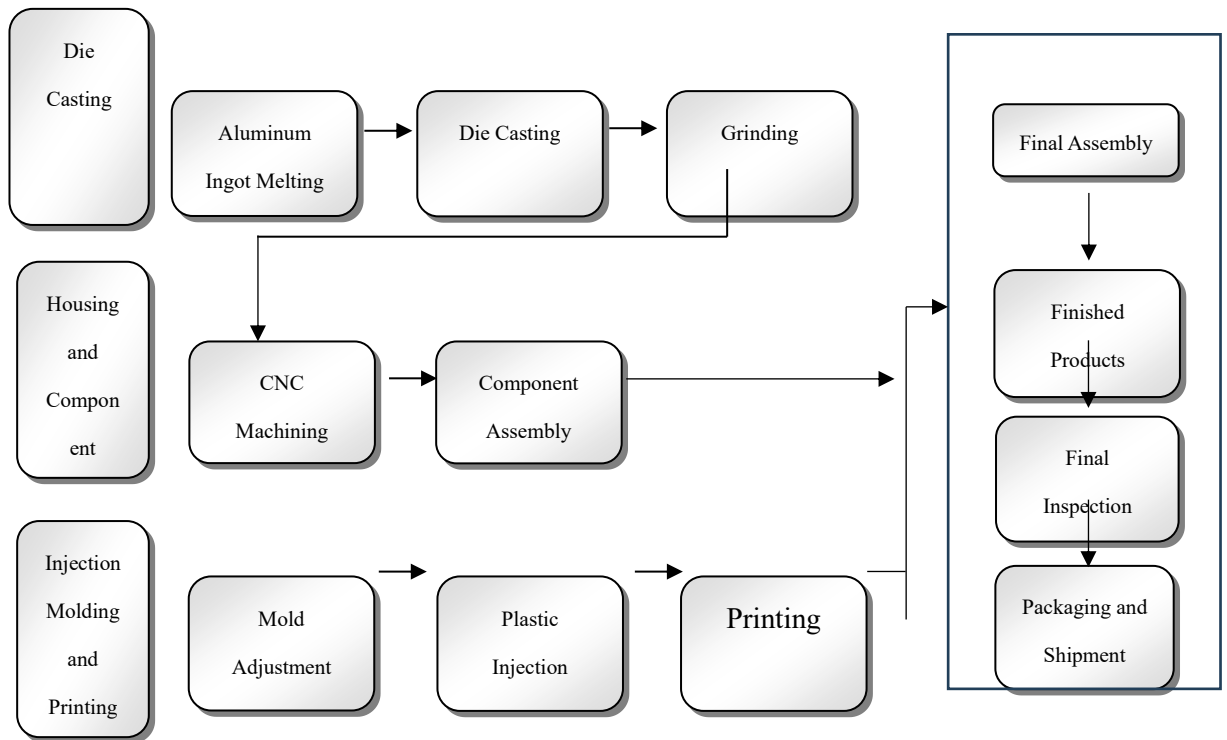 Die
Casting
Aluminum
Ingot Melting
Die Casting
Grinding
Final Assembly
Housing
and
Compon
ent
CNC
Machining
Component
Assembly
Finished
Products
Final
Inspection
Injection
Molding
and
Printing
Mold
Adjustment
Plastic
Injection
Printing
Packaging and
Shipment